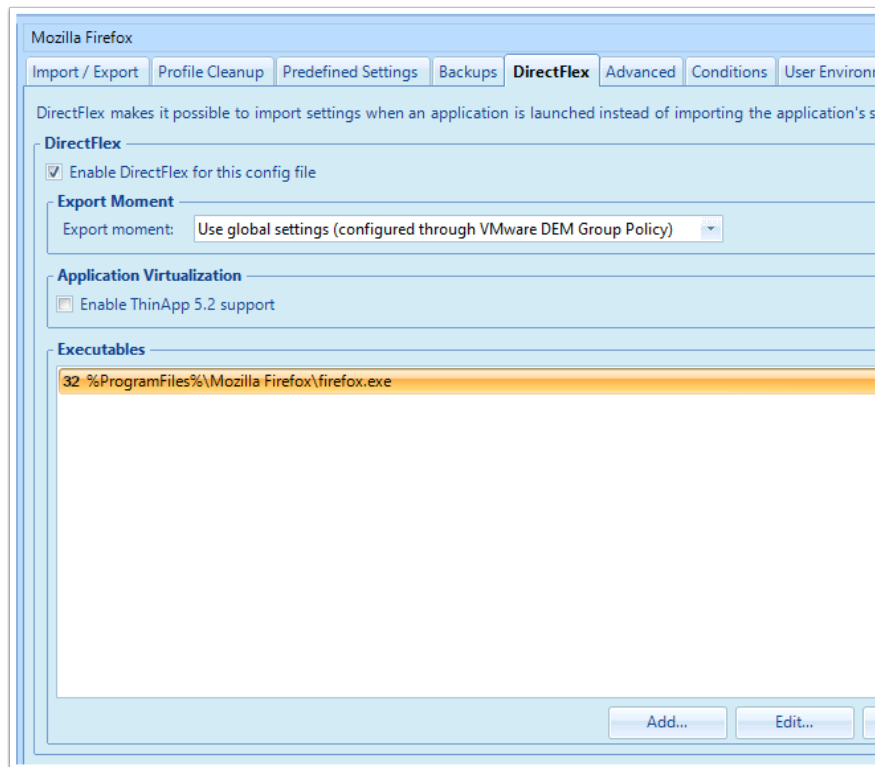 Mozilla Firefox
Import / Export Profile Cleanup Predefined Settings Backups DirectFlex Advanced Conditions User Environ
DirectFlex makes it possible to import settings when an application is launched instead of importing the application's s
DirectFlex
Enable DirectFlex for this config file
Export Moment
Export moment: Use global settings (configured through VMware DEM Group Policy)
Application Virtualization
Enable ThinApp 5.2 support
Executables
32 %ProgramFiles%\Mozilla Firefox\firefox.exe
Add... Edit...